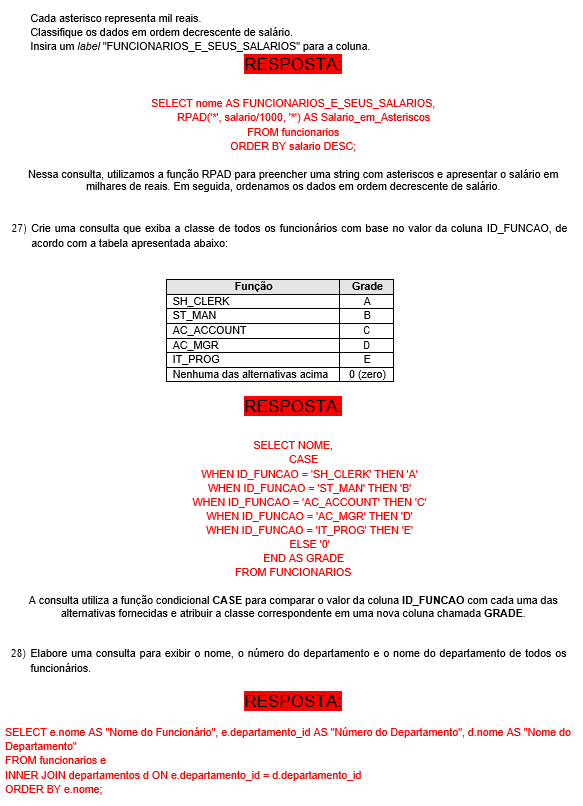 Cada asterisco representa mil reais.
Classifique os dados em ordem decrescente de salário.
Insira um label "FUNCIONARIOS_E_SEUS_SALARIOS" para a coluna.
RESPOSTA:
SELECT nome AS FUNCIONARIOS_E_SEUS_SALARIOS,
RPAD('*', salario/1000, '*') AS Salario_em_Asteriscos
FROM funcionarios
ORDER BY salario DESC;
Nessa consulta, utilizamos a função RPAD para preencher uma string com asteriscos e apresentar o salário em
milhares de reais. Em seguida, ordenamos os dados em ordem decrescente de salário.
27) Crie uma consulta que exiba a classe de todos os funcionários com base no valor da coluna ID_FUNCAO, de
acordo com a tabela apresentada abaixo:
Função Grade
SH_CLERK A
ST_MAN B
AC_ACCOUNT C
AC_MGR D
IT_PROG E
Nenhuma das alternativas acima 0 (zero)
RESPOSTA:
SELECT NOME,
CASE
WHEN ID_FUNCAO = 'SH_CLERK' THEN 'A'
WHEN ID_FUNCAO = 'ST_MAN' THEN 'B'
WHEN ID_FUNCAO = 'AC_ACCOUNT' THEN 'C'
WHEN ID_FUNCAO = 'AC_MGR' THEN 'D'
WHEN ID_FUNCAO = 'IT_PROG' THEN 'E'
ELSE '0'
END AS GRADE
FROM FUNCIONARIOS
A consulta utiliza a função condicional CASE para comparar o valor da coluna ID_FUNCAO com cada uma das
alternativas fornecidas e atribuir a classe correspondente em uma nova coluna chamada GRADE.
28) Elabore uma consulta para exibir o nome, o número do departamento e o nome do departamento de todos os
funcionários.
RESPOSTA:
SELECT e.nome AS "Nome do Funcionário", e.departamento_id AS "Número do Departamento", d.nome AS "Nome do
Departamento"
FROM funcionarios e
INNER JOIN departamentos d ON e.departamento_id = d.departamento_id
ORDER BY e.nome;